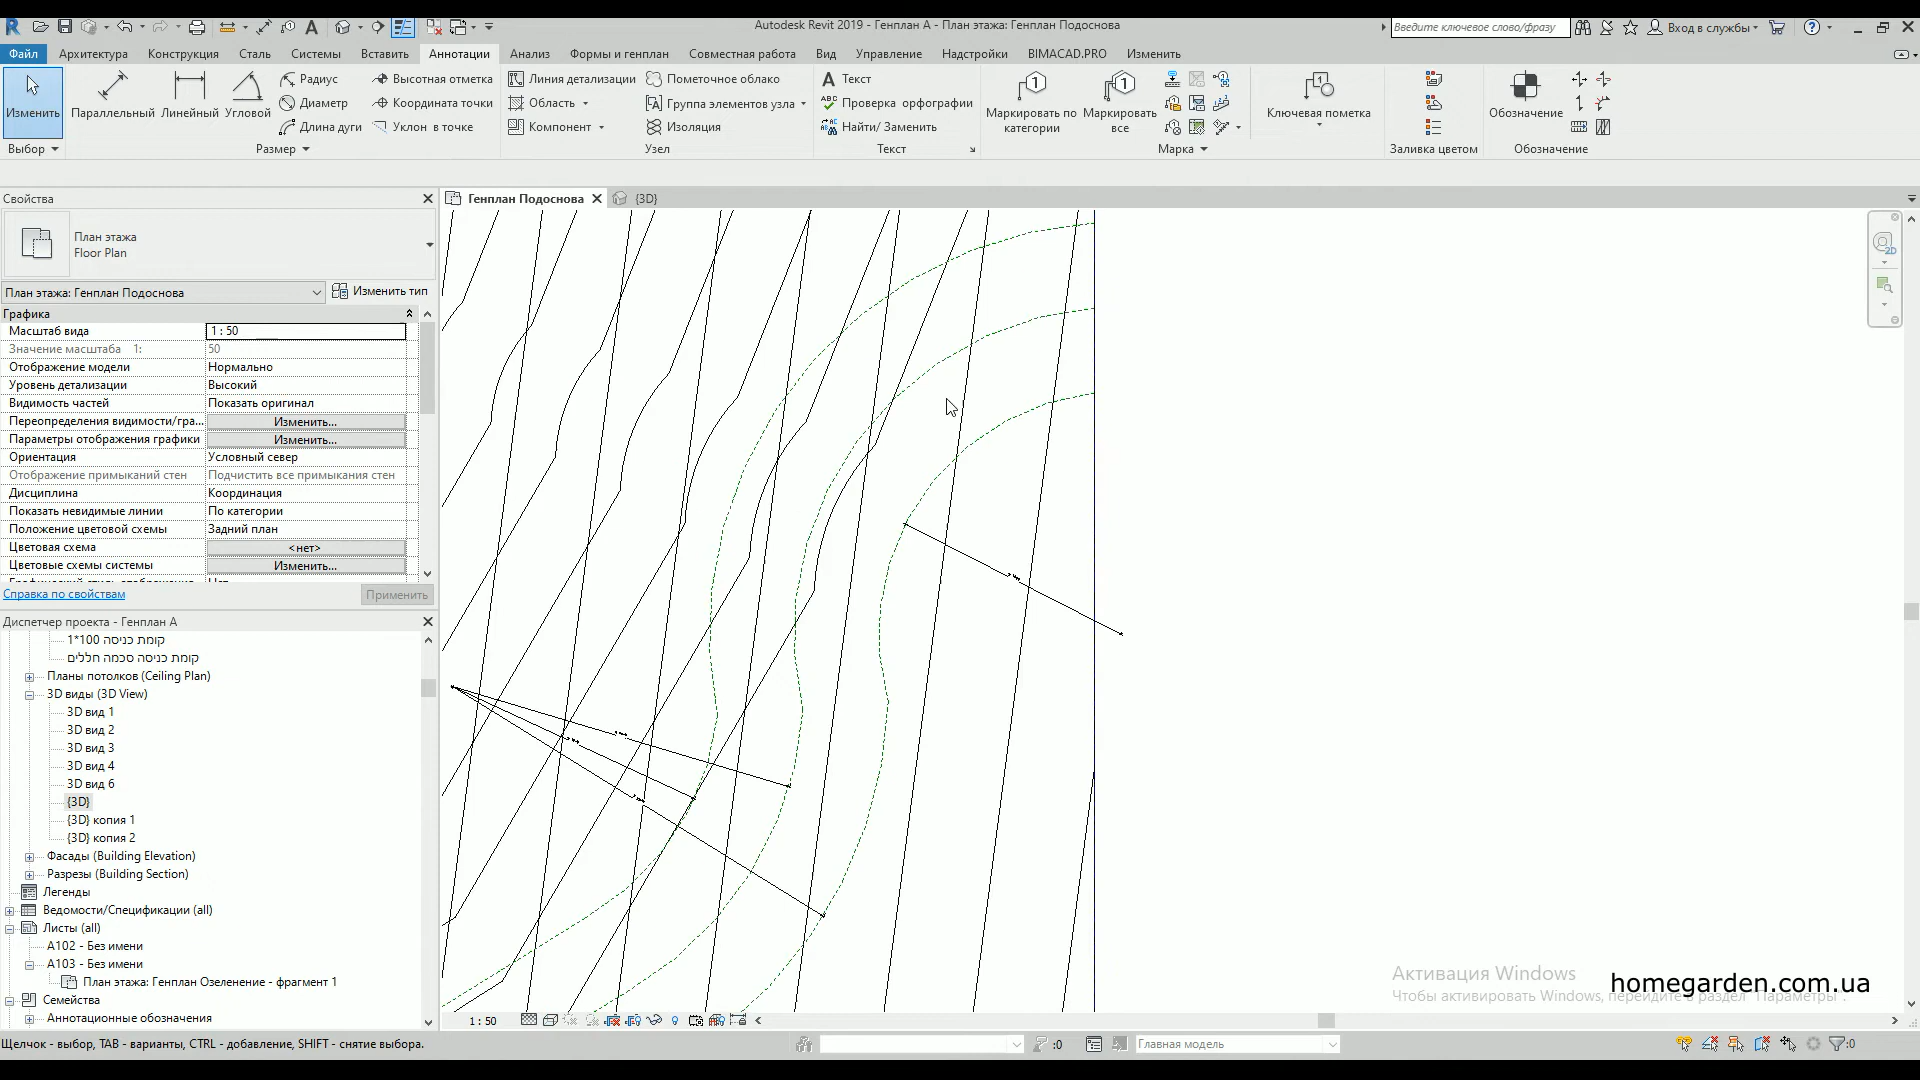 Autodesk Revit 2019 - Генплан А - План этажа: Генплан Подоснова
Введите ключевое слово/фразу
Вход в службы
Файл
Архитектура
Конструкция
Сталь
Системы
Вставить
Аннотации
Анализ
Формы и генплан
Совместная работа
Вид
Управление
Надстройки
BIMACAD.PRO
Изменить
Изменить
Параллельный
Линейный
Угловой
Радиус
Диаметр
Длина дуги
Высотная отметка
Координата точки
Уклон в точке
Линия детализации
Область
Компонент
Пометочное облако
Группа элементов узла
Изоляция
Текст
Проверка орфографии
Найти/ Заменить
Маркировать по категории
Маркировать все
Ключевая пометка
Обозначение
Выбор
Размер
Узел
Текст
Марка
Заливка цветом
Обозначение
Свойства
Генплан Подоснова
{3D}
План этажа
Floor Plan
План этажа: Генплан Подоснова
Изменить тип
Графика
Масштаб вида 1 : 50
Значение масштаба 1: 50
Отображение модели Нормально
Уровень детализации Высокий
Видимость частей Показать оригинал
Переопределения видимости/гра... Изменить...
Параметры отображения графики Изменить...
Ориентация Условный север
Отображение примыканий стен Подчистить все примыкания стен
Дисциплина Координация
Показать невидимые линии По категории
Положение цветовой схемы Задний план
Цветовая схема <нет>
Цветовые схемы системы Изменить...
Справка по свойствам
Применить
Диспетчер проекта - Генплан А
קומת כניסה 100*1
קומת כניסה סכמה חללים
Планы потолков (Ceiling Plan)
3D виды (3D View)
3D вид 1
3D вид 2
3D вид 3
3D вид 4
3D вид 6
{3D}
{3D} копия 1
{3D} копия 2
Фасады (Building Elevation)
Разрезы (Building Section)
Легенды
Ведомости/Спецификации (all)
Листы (all)
A102 - Без имени
A103 - Без имени
План этажа: Генплан Озеленение - фрагмент 1
Семейства
Аннотационные обозначения
Активация Windows
Чтобы активировать Windows, перейдите в раздел "Параметры".
homegarden.com.ua
1 : 50
Щелчок - выбор, TAB - варианты, CTRL - добавление, SHIFT - снятие выбора.
:0
Главная модель
:0